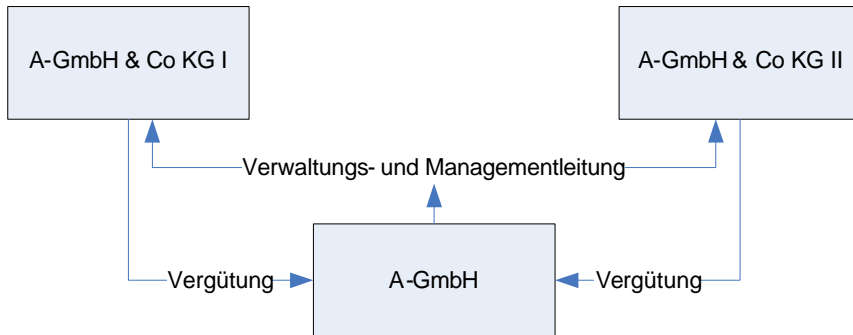 A-GmbH & Co KG I
A-GmbH & Co KG II
Verwaltungs- und Managementleitung
Vergütung
A-GmbH
Vergütung